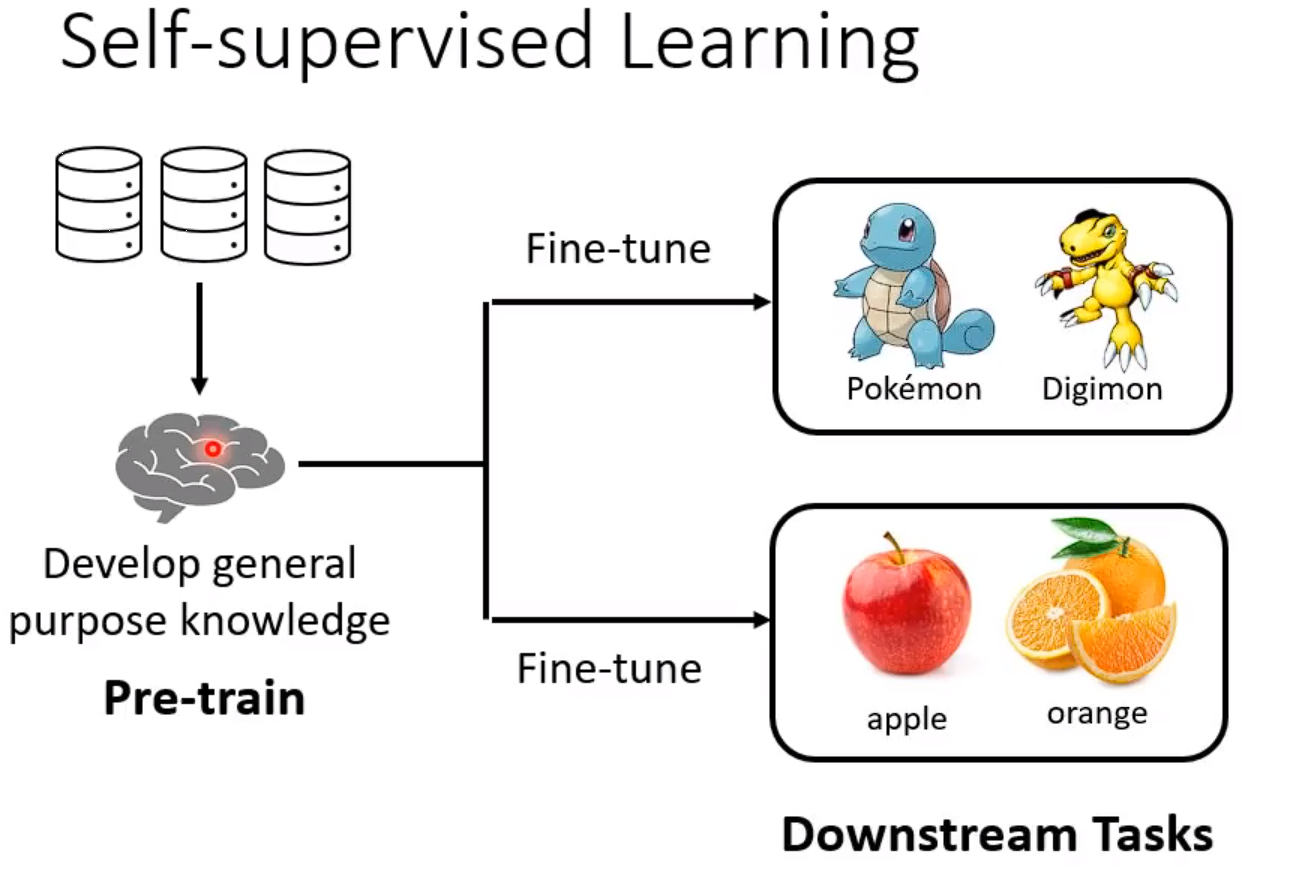 Self-supervised Learning
Fine-tune
Pokémon
Digimon
Develop general
purpose knowledge
Pre-train
Fine-tune
apple
orange
Downstream Tasks